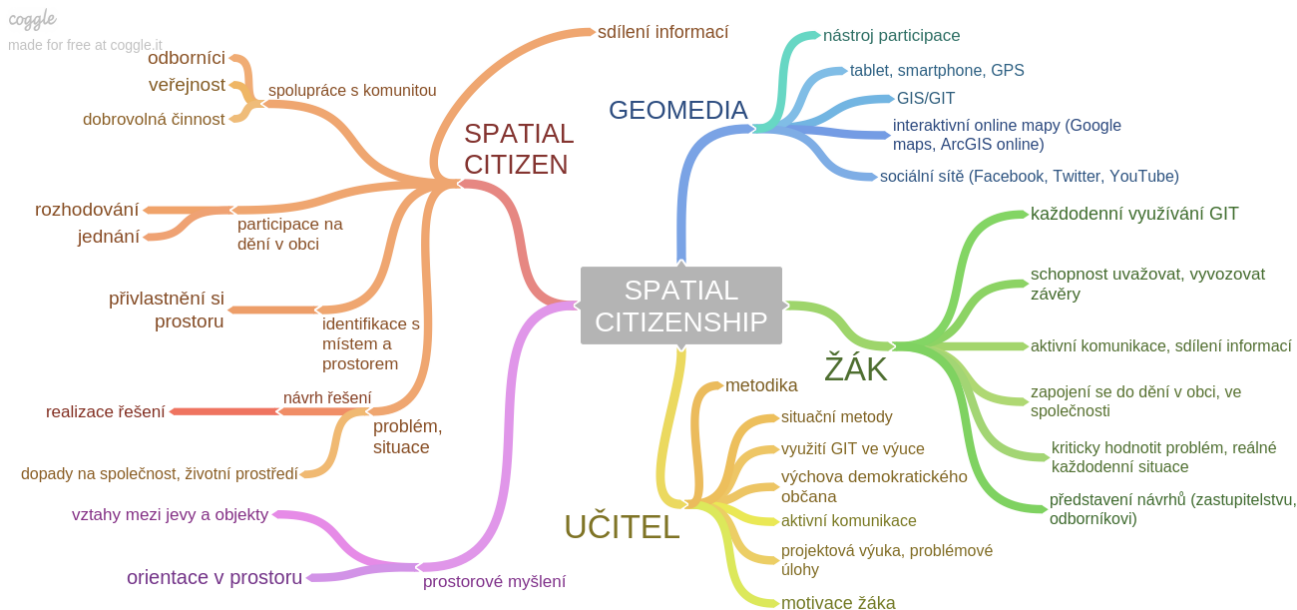 coggle
made for free at coggle.it
odborníci
veřejnost
dobrovolná činnost
spolupráce s komunitou
sdílení informací
SPATIAL
CITIZEN
rozhodování
jednání
participace na
dění v obci
přivlastnění si
prostoru
identifikace s
místem a
prostorem
realizace řešení
návrh řešení
problém,
situace
dopady na společnost, životní prostředí
vztahy mezi jevy a objekty
orientace v prostoru
prostorové myšlení
SPATIAL
CITIZENSHIP
GEOMEDIA
nástroj participace
tablet, smartphone, GPS
GIS/GIT
interaktivní online mapy (Google
maps, ArcGIS online)
sociální sítě (Facebook, Twitter, YouTube)
ŽÁK
každodenní využívání GIT
schopnost uvažovat, vyvozovat
závěry
aktivní komunikace, sdílení informací
zapojení se do dění v obci, ve
společnosti
kriticky hodnotit problém, reálné
každodenní situace
představení návrhů (zastupitelstvu,
odborníkovi)
UČITEL
metodika
situační metody
využití GIT ve výuce
výchova demokratického
občana
aktivní komunikace
projektová výuka, problémové
úlohy
motivace žáka